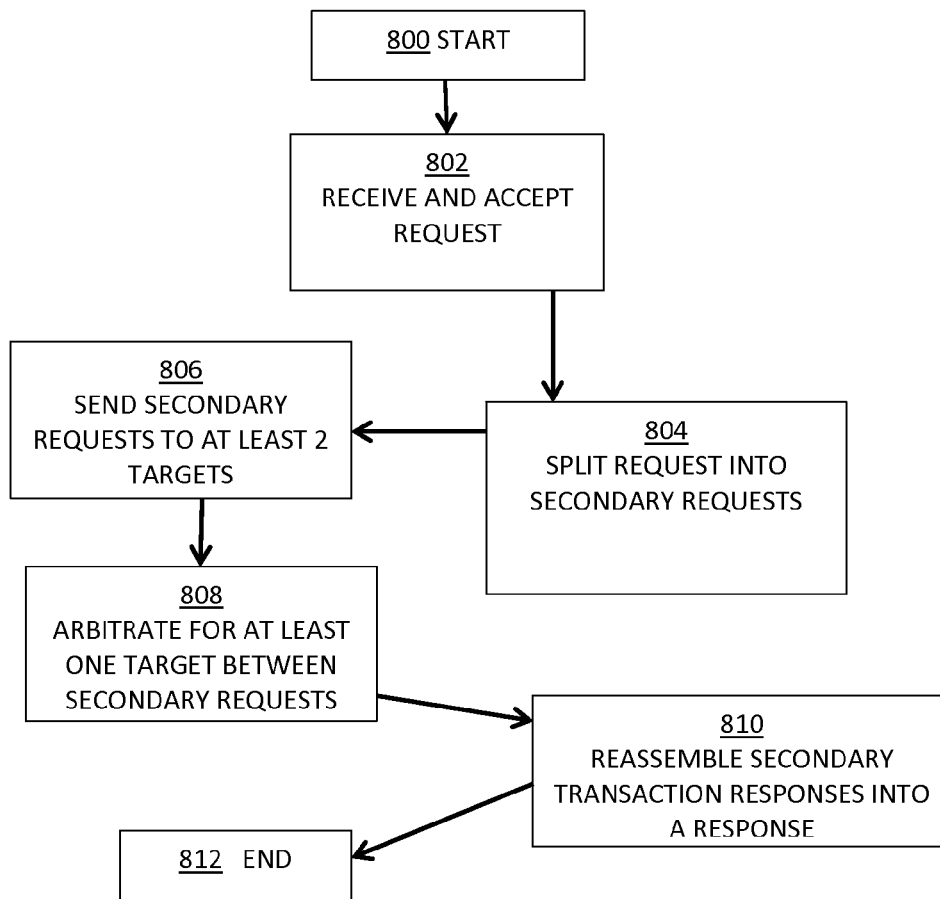 800 START
802
RECEIVE AND ACCEPT
REQUEST
804
SPLIT REQUEST INTO
SECONDARY REQUESTS
806
SEND SECONDARY
REQUESTS TO AT LEAST 2
TARGETS
808
ARBITRATE FOR AT LEAST
ONE TARGET BETWEEN
SECONDARY REQUESTS
810
REASSEMBLE SECONDARY
TRANSACTION RESPONSES INTO
A RESPONSE
812 END